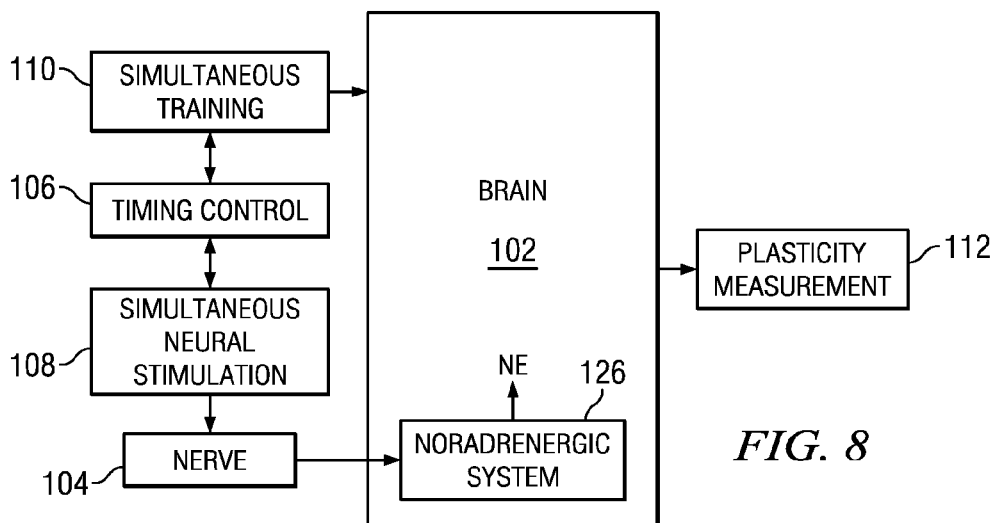 110
SIMULTANEOUS
TRAINING
106
TIMING CONTROL
108
SIMULTANEOUS
NEURAL
STIMULATION
104
NERVE
BRAIN
102
NE
126
NORADRENERGIC
SYSTEM
PLASTICITY
MEASUREMENT
112
FIG. 8